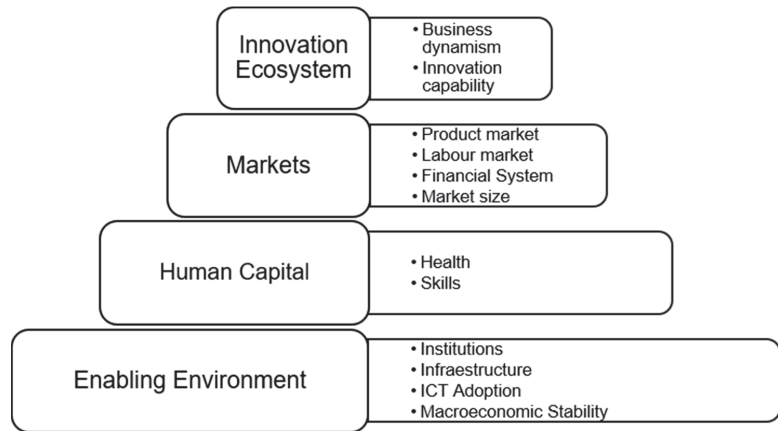 Innovation
Ecosystem
• Business
dynamism
• Innovation
capability
Markets
• Product market
• Labour market
• Financial System
• Market size
Human Capital
• Health
• Skills
Enabling Environment
• Institutions
• Infraestructure
• ICT Adoption
• Macroeconomic Stability